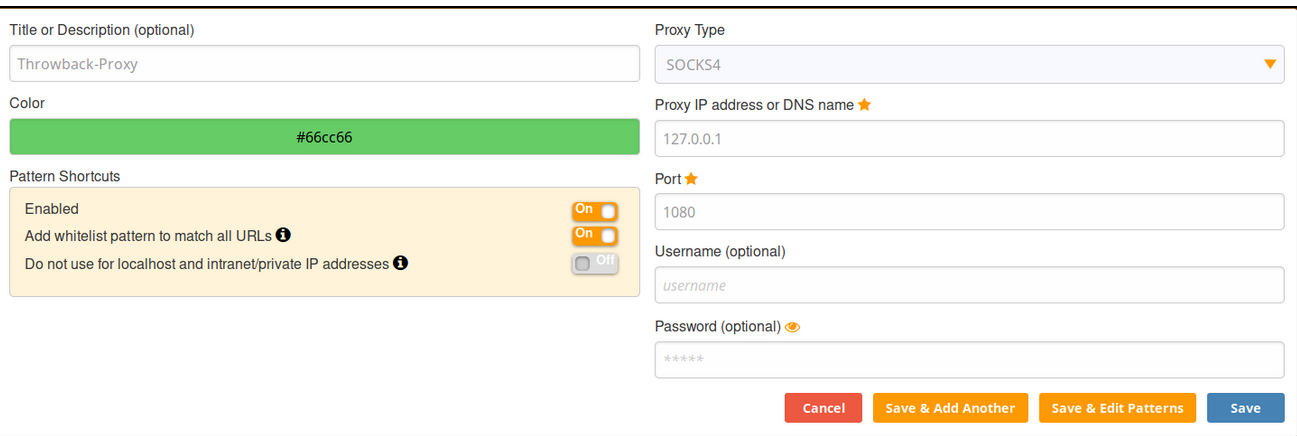 Title or Description (optional)
Throwback-Proxy
Color
#66cc66
Pattern Shortcuts
Enabled On
Add whitelist pattern to match all URLs On
Do not use for localhost and intranet/private IP addresses Off
Proxy Type
SOCKS4
Proxy IP address or DNS name
127.0.0.1
Port
1080
Username (optional)
username
Password (optional)
*****
Cancel Save & Add Another Save & Edit Patterns Save